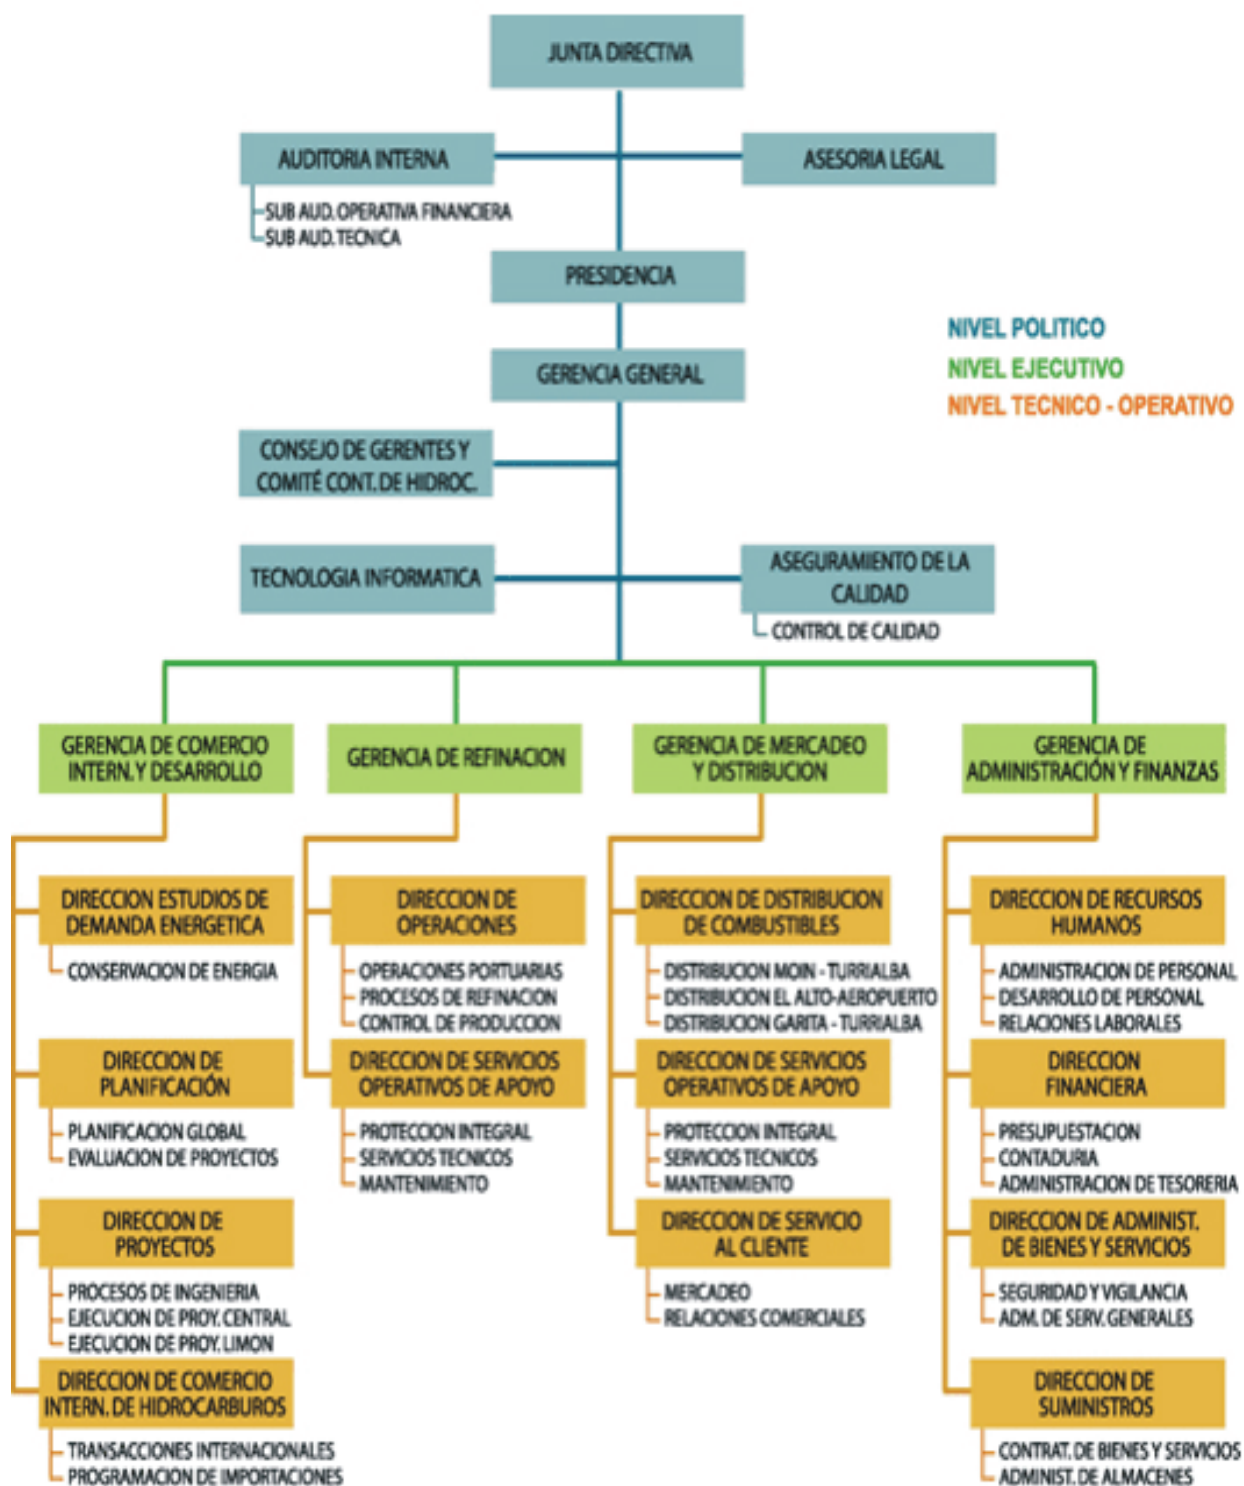 JUNTA DIRECTIVA
AUDITORIA INTERNA
ASESORIA LEGAL
SUB AUD. OPERATIVA FINANCIERA
SUB AUD. TECNICA
PRESIDENCIA
NIVEL POLITICO
NIVEL EJECUTIVO
NIVEL TECNICO - OPERATIVO
GERENCIA GENERAL
CONSEJO DE GERENTES Y
COMITÉ CONT. DE HIDROC.
TECNOLOGIA INFORMATICA
ASEGURAMIENTO DE LA
CALIDAD
CONTROL DE CALIDAD
GERENCIA DE COMERCIO
INTERN. Y DESARROLLO
DIRECCION ESTUDIOS DE
DEMANDA ENERGETICA
CONSERVACION DE ENERGIA
DIRECCION DE
PLANIFICACIÓN
PLANIFICACION GLOBAL
EVALUACION DE PROYECTOS
DIRECCION DE
PROYECTOS
PROCESOS DE INGENIERIA
EJECUCION DE PROY. CENTRAL
EJECUCION DE PROY. LIMON
DIRECCION DE COMERCIO
INTERN. DE HIDROCARBUROS
TRANSACCIONES INTERNACIONALES
PROGRAMACION DE IMPORTACIONES
GERENCIA DE REFINACION
DIRECCION DE
OPERACIONES
OPERACIONES PORTUARIAS
PROCESOS DE REFINACION
CONTROL DE PRODUCCION
DIRECCION DE SERVICIOS
OPERATIVOS DE APOYO
PROTECCION INTEGRAL
SERVICIOS TECNICOS
MANTENIMIENTO
GERENCIA DE MERCADEO
Y DISTRIBUCION
DIRECCION DE DISTRIBUCION
DE COMBUSTIBLES
DISTRIBUCION MOIN - TURRIALBA
DISTRIBUCION EL ALTO-AEROPUERTO
DISTRIBUCION GARITA - TURRIALBA
DIRECCION DE SERVICIOS
OPERATIVOS DE APOYO
PROTECCION INTEGRAL
SERVICIOS TECNICOS
MANTENIMIENTO
DIRECCION DE SERVICIO
AL CLIENTE
MERCADEO
RELACIONES COMERCIALES
GERENCIA DE
ADMINISTRACIÓN Y FINANZAS
DIRECCION DE RECURSOS
HUMANOS
ADMINISTRACION DE PERSONAL
DESARROLLO DE PERSONAL
RELACIONES LABORALES
DIRECCION
FINANCIERA
PRESUPUESTACION
CONTADURIA
ADMINISTRACION DE TESORERIA
DIRECCION DE ADMINIST.
DE BIENES Y SERVICIOS
SEGURIDAD Y VIGILANCIA
ADM. DE SERV. GENERALES
DIRECCION DE
SUMINISTROS
CONTRAT. DE BIENES Y SERVICIOS
ADMINIST. DE ALMACENES